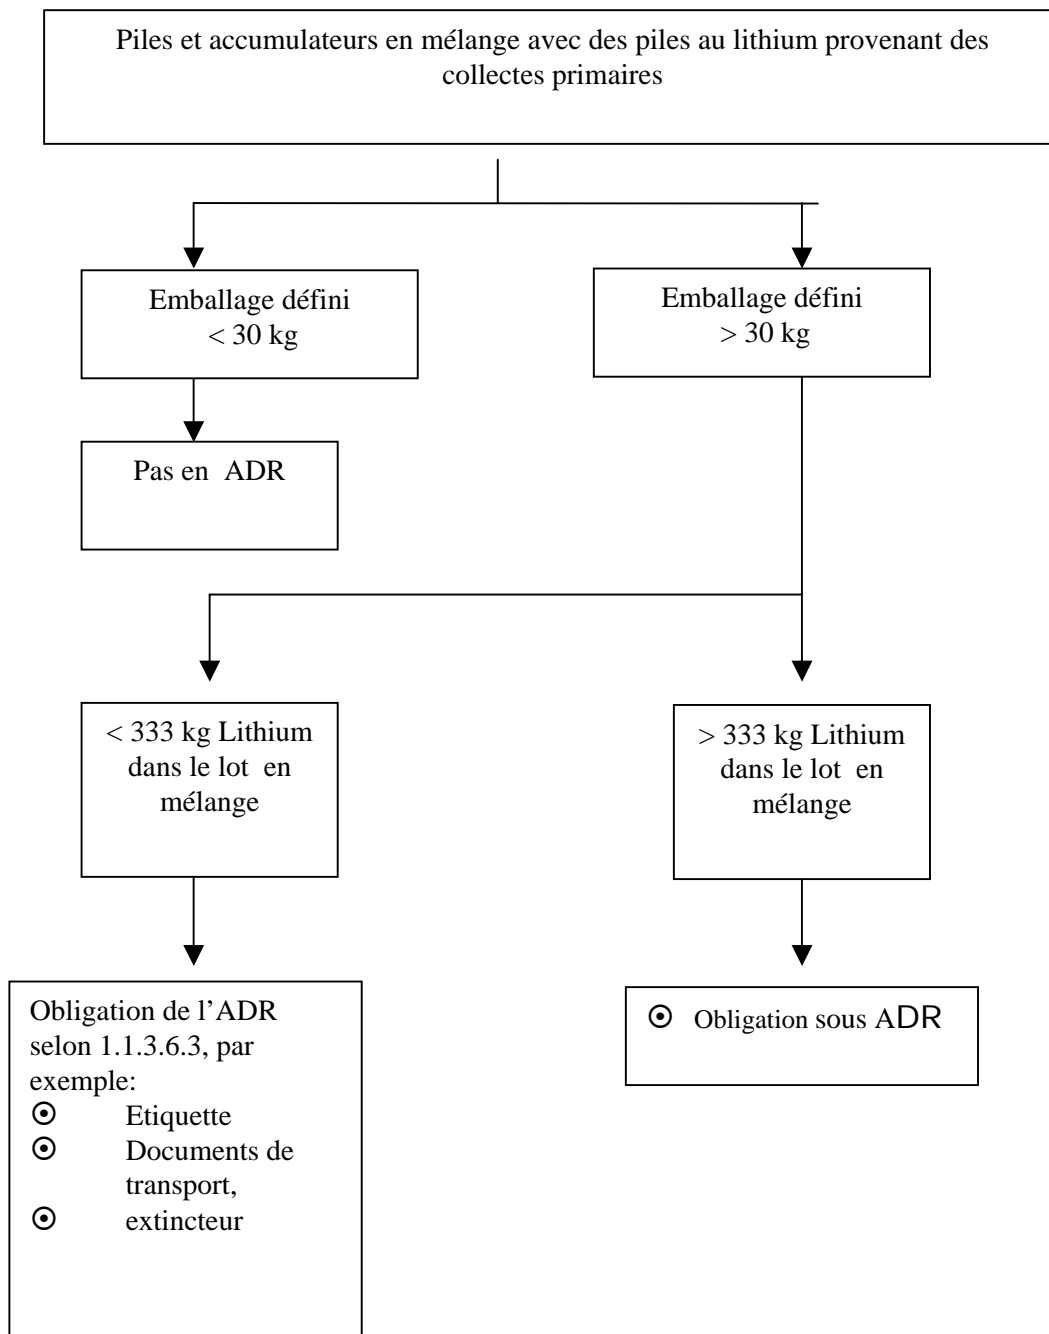 Piles et accumulateurs en mélange avec des piles au lithium provenant des
collectes primaires
Emballage défini
< 30 kg
Emballage défini
> 30 kg
Pas en ADR
< 333 kg Lithium
dans le lot en
mélange
> 333 kg Lithium
dans le lot en
mélange
Obligation de l’ADR
selon 1.1.3.6.3, par
exemple:
Etiquette
Documents de
transport,
extincteur
Obligation sous ADR